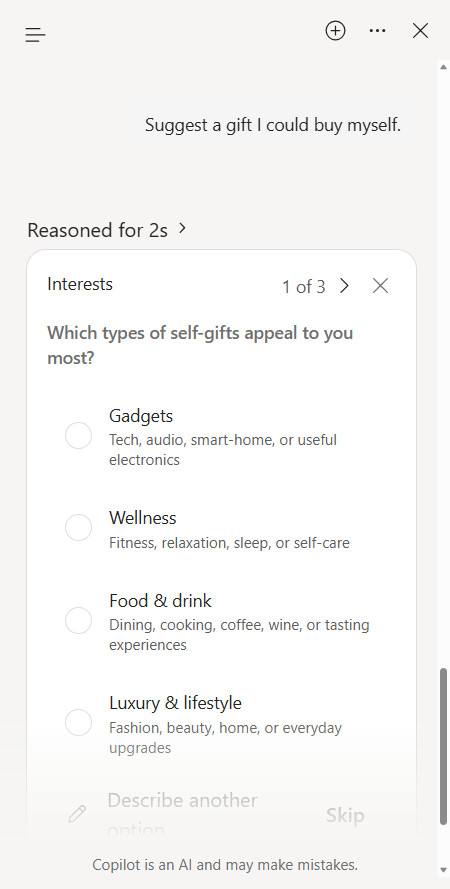 Suggest a gift I could buy myself.
Reasoned for 2s
Interests
1 of 3
Which types of self-gifts appeal to you
most?
Gadgets
Tech, audio, smart-home, or useful
electronics
Wellness
Fitness, relaxation, sleep, or self-care
Food & drink
Dining, cooking, coffee, wine, or tasting
experiences
Luxury & lifestyle
Fashion, beauty, home, or everyday
upgrades
Describe another
option
Skip
Copilot is an AI and may make mistakes.